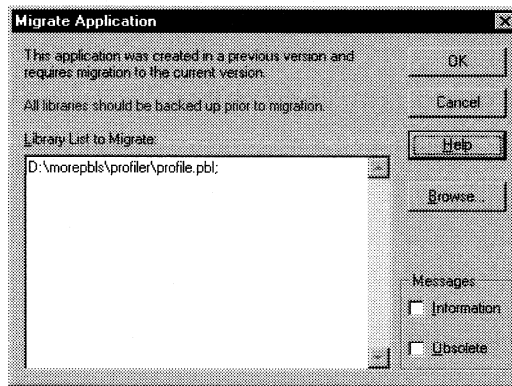 Migrate Application
This application was created in a previous version and
requires migration to the current version.
All libraries should be backed up prior to migration.
Library List to Migrate:
D:\morepbls\profiler\profile.pbl;
OK
Cancel
Help
Browse...
Messages
Information
Obsolete